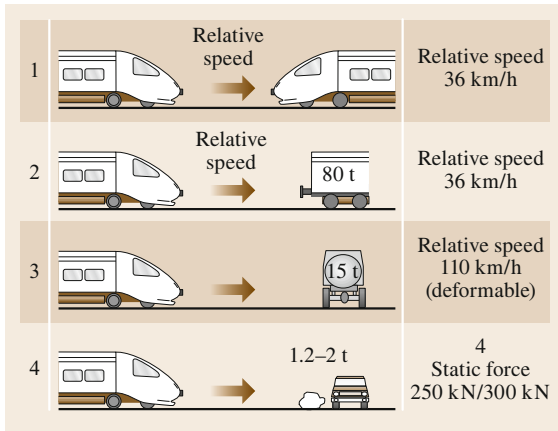 1
Relative
speed
Relative speed
36 km/h
2
Relative
speed
80 t
Relative speed
36 km/h
3
15 t
Relative speed
110 km/h
(deformable)
4
1.2–2 t
4
Static force
250 kN/300 kN